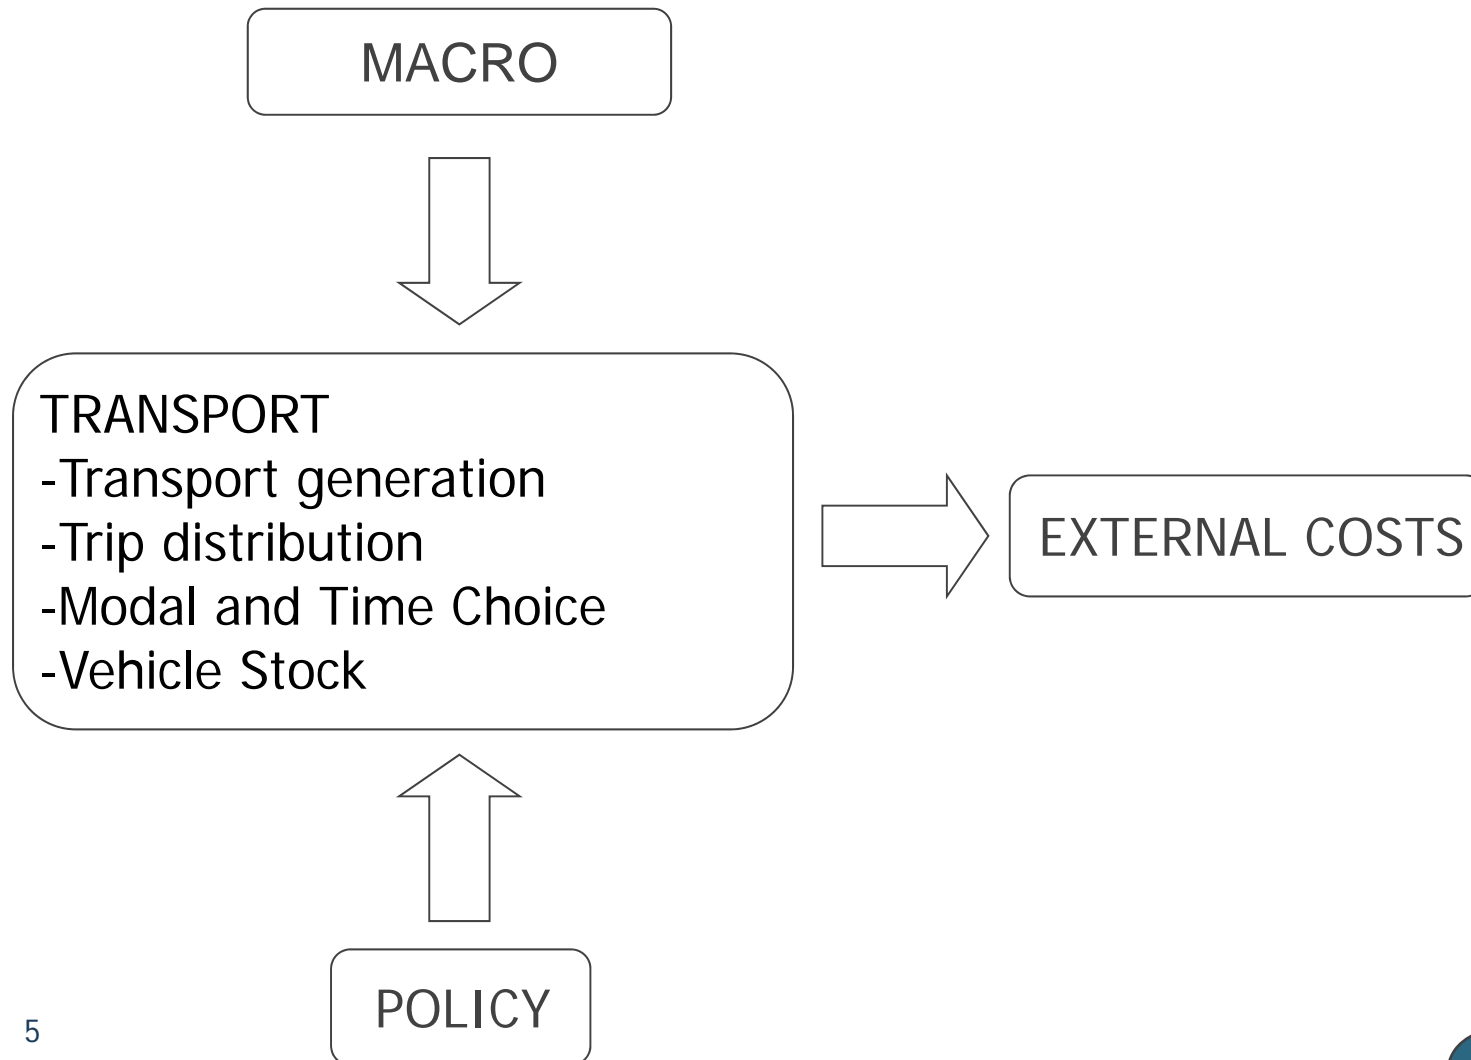 MACRO
TRANSPORT
-Transport generation
-Trip distribution
-Modal and Time Choice
-Vehicle Stock
EXTERNAL COSTS
POLICY
5